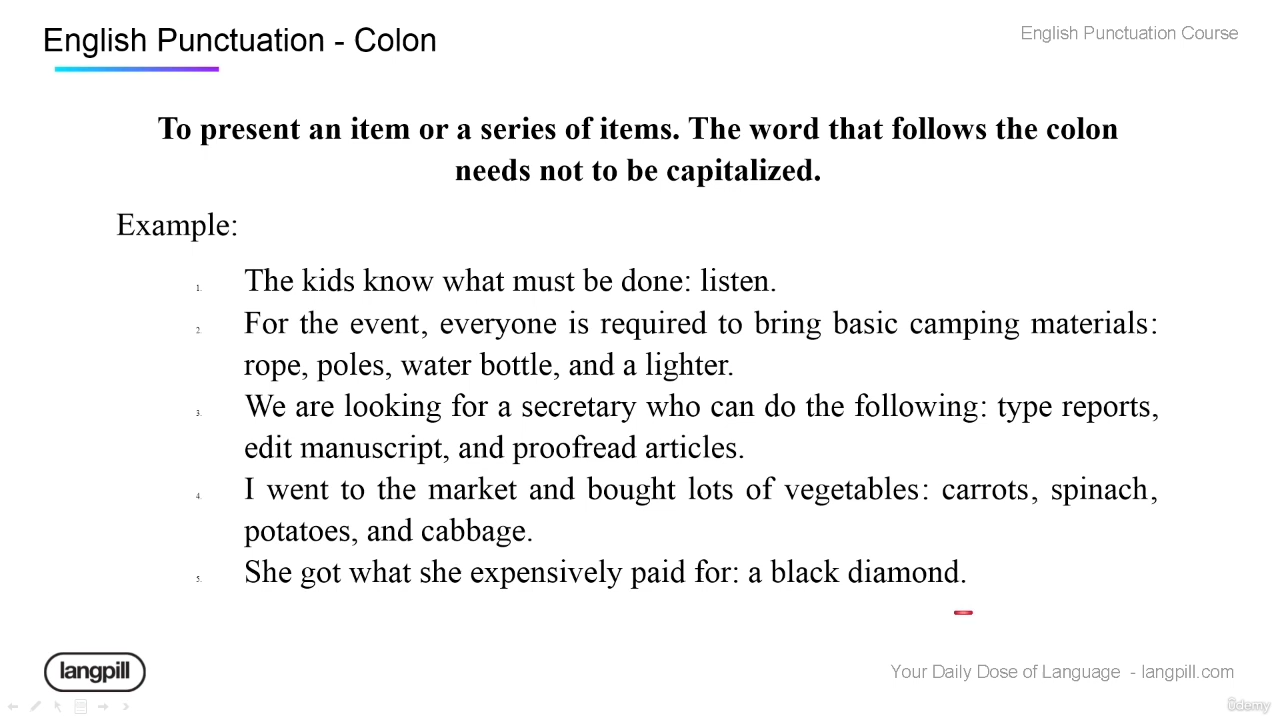 English Punctuation - Colon
English Punctuation Course
To present an item or a series of items. The word that follows the colon
needs not to be capitalized.
Example:
1. The kids know what must be done: listen.
2. For the event, everyone is required to bring basic camping materials:
rope, poles, water bottle, and a lighter.
3. We are looking for a secretary who can do the following: type reports,
edit manuscript, and proofread articles.
4. I went to the market and bought lots of vegetables: carrots, spinach,
potatoes, and cabbage.
5. She got what she expensively paid for: a black diamond.
langpill
Your Daily Dose of Language - langpill.com
ûdemy